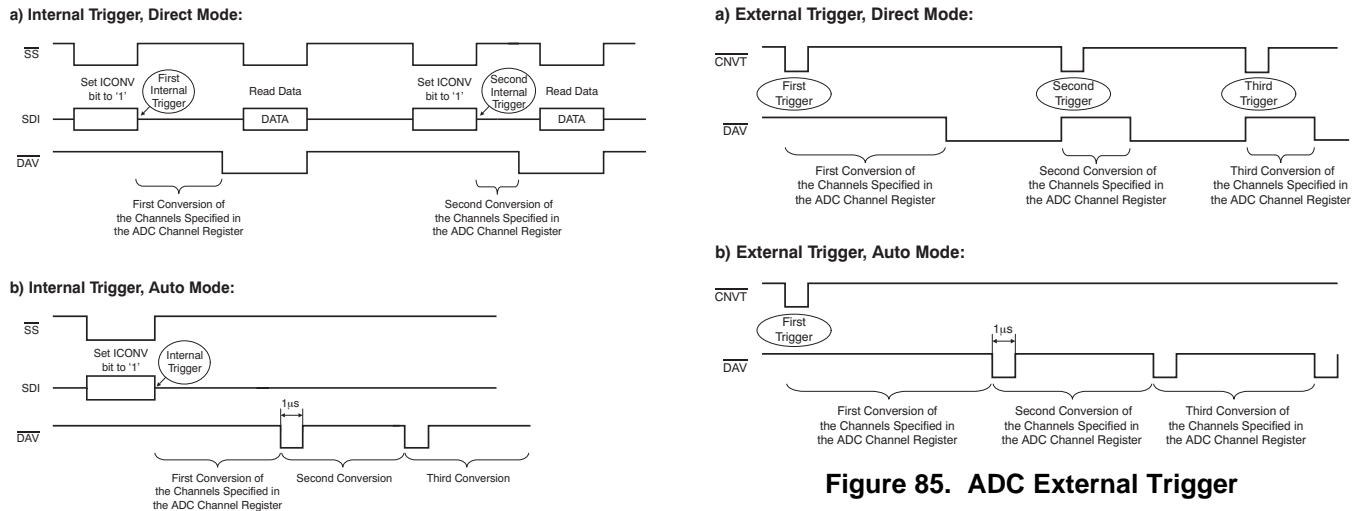 a) Internal Trigger, Direct Mode:
SS
Set ICONV
bit to ‘1’
First
Internal
Trigger
Read Data
Set ICONV
bit to ‘1’
Second
Internal
Trigger
Read Data
SDI
DATA
DATA
DAV
First Conversion of
the Channels Specified in
the ADC Channel Register
Second Conversion of
the Channels Specified in
the ADC Channel Register
b) Internal Trigger, Auto Mode:
SS
Set ICONV
bit to ‘1’
Internal
Trigger
SDI
1µs
DAV
First Conversion of
the Channels Specified in
the ADC Channel Register
Second Conversion
Third Conversion
a) External Trigger, Direct Mode:
CNVT
First
Trigger
Second
Trigger
Third
Trigger
DAV
First Conversion of
the Channels Specified in
the ADC Channel Register
Second Conversion of
the Channels Specified in
the ADC Channel Register
Third Conversion of
the Channels Specified in
the ADC Channel Register
b) External Trigger, Auto Mode:
CNVT
First
Trigger
1µs
DAV
First Conversion of
the Channels Specified in
the ADC Channel Register
Second Conversion of
the Channels Specified in
the ADC Channel Register
Third Conversion of
the Channels Specified in
the ADC Channel Register
Figure 85. ADC External Trigger